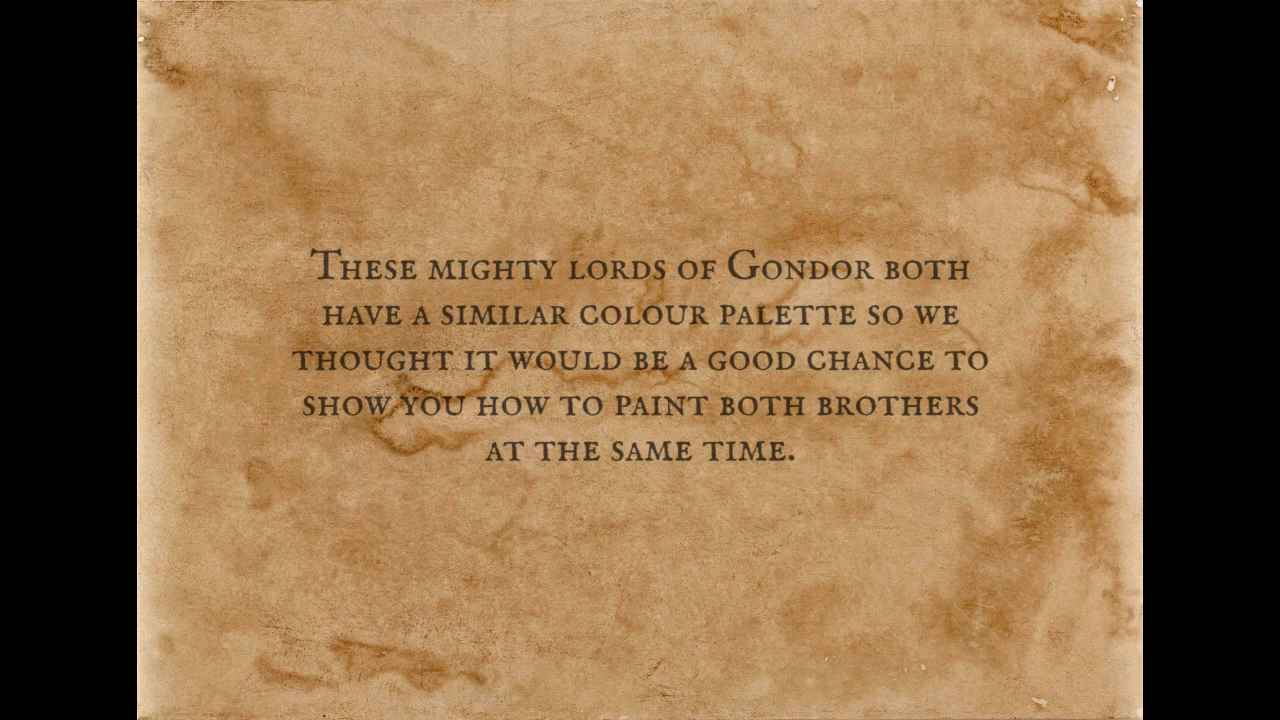 These mighty lords of Gondor both
have a similar colour palette so we
thought it would be a good chance to
show you how to paint both brothers
at the same time.